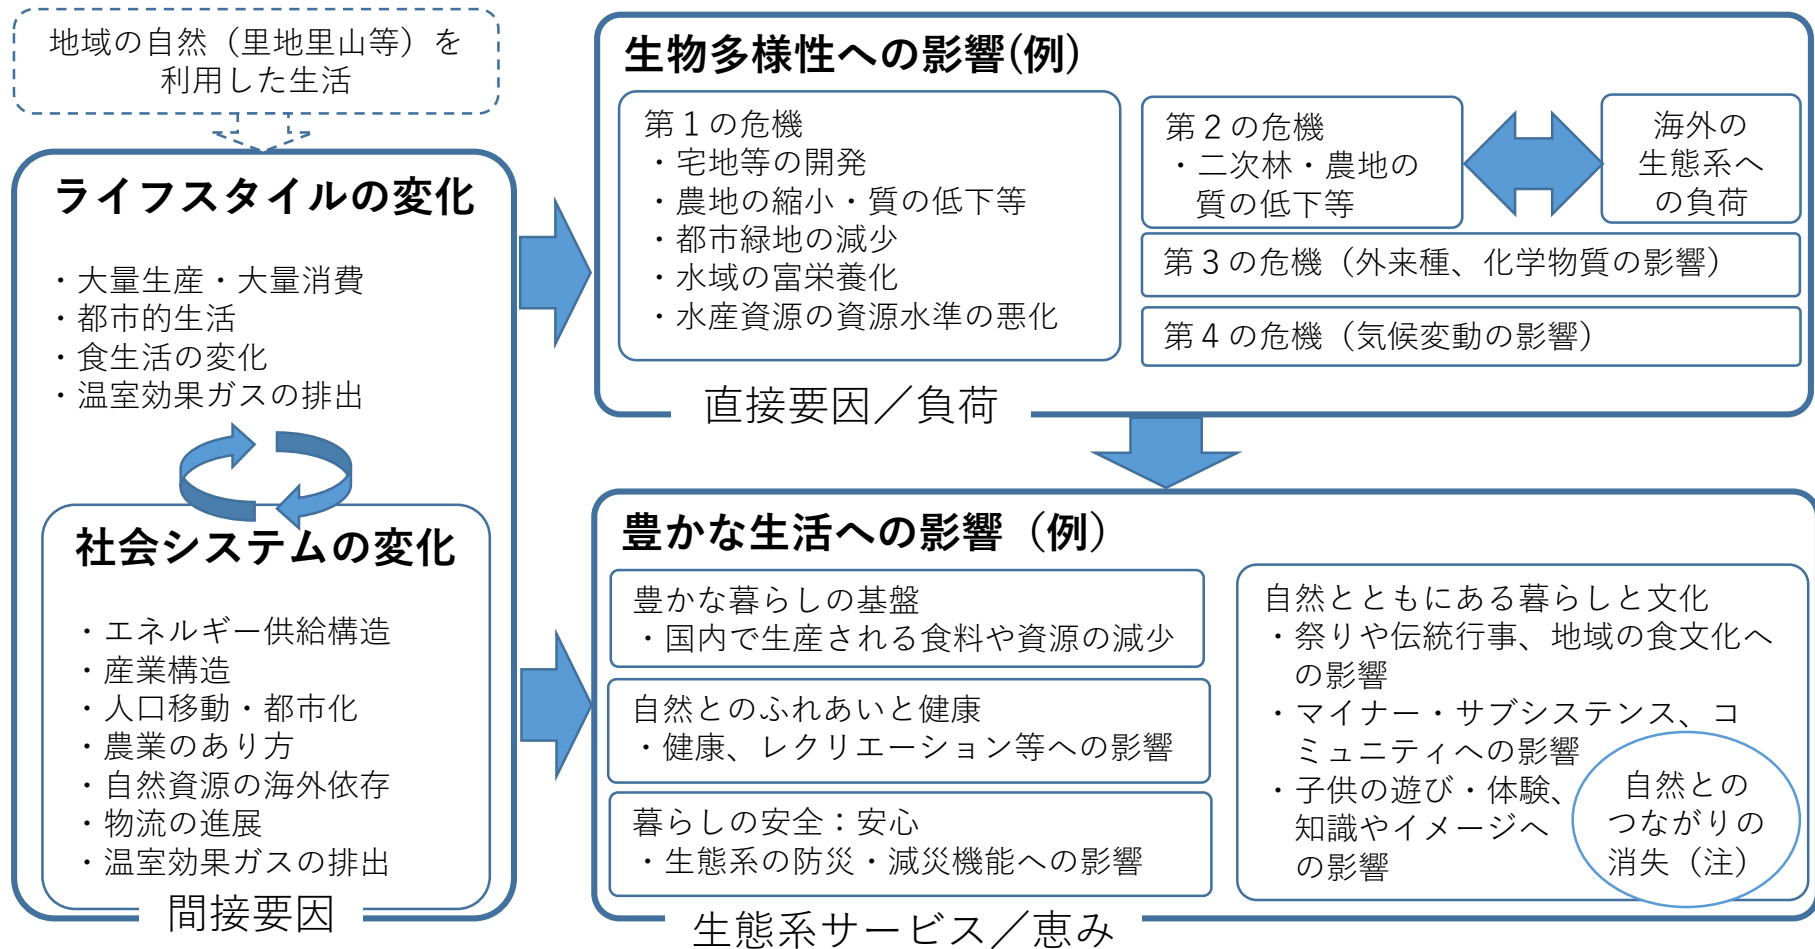 地域の自然（里地里山等）を
利用した生活
ライフスタイルの変化
・大量生産・大量消費
・都市的生活
・食生活の変化
・温室効果ガスの排出
社会システムの変化
・エネルギー供給構造
・産業構造
・人口移動・都市化
・農業のあり方
・自然資源の海外依存
・物流の進展
・温室効果ガスの排出
間接要因
生物多様性への影響(例)
第１の危機
・宅地等の開発
・農地の縮小・質の低下等
・都市緑地の減少
・水域の富栄養化
・水産資源の資源水準の悪化
第２の危機
・二次林・農地の
質の低下等
海外の
生態系へ
の負荷
第３の危機（外来種、化学物質の影響）
第４の危機（気候変動の影響）
直接要因／負荷
豊かな生活への影響（例）
豊かな暮らしの基盤
・国内で生産される食料や資源の減少
自然とのふれあいと健康
・健康、レクリエーション等への影響
暮らしの安全：安心
・生態系の防災・減災機能への影響
自然とともにある暮らしと文化
・祭りや伝統行事、地域の食文化へ
の影響
・マイナー・サブシステンス、コ
ミュニティへの影響
・子供の遊び・体験、
知識やイメージへ
の影響
自然との
つながりの
消失（注）
生態系サービス／恵み